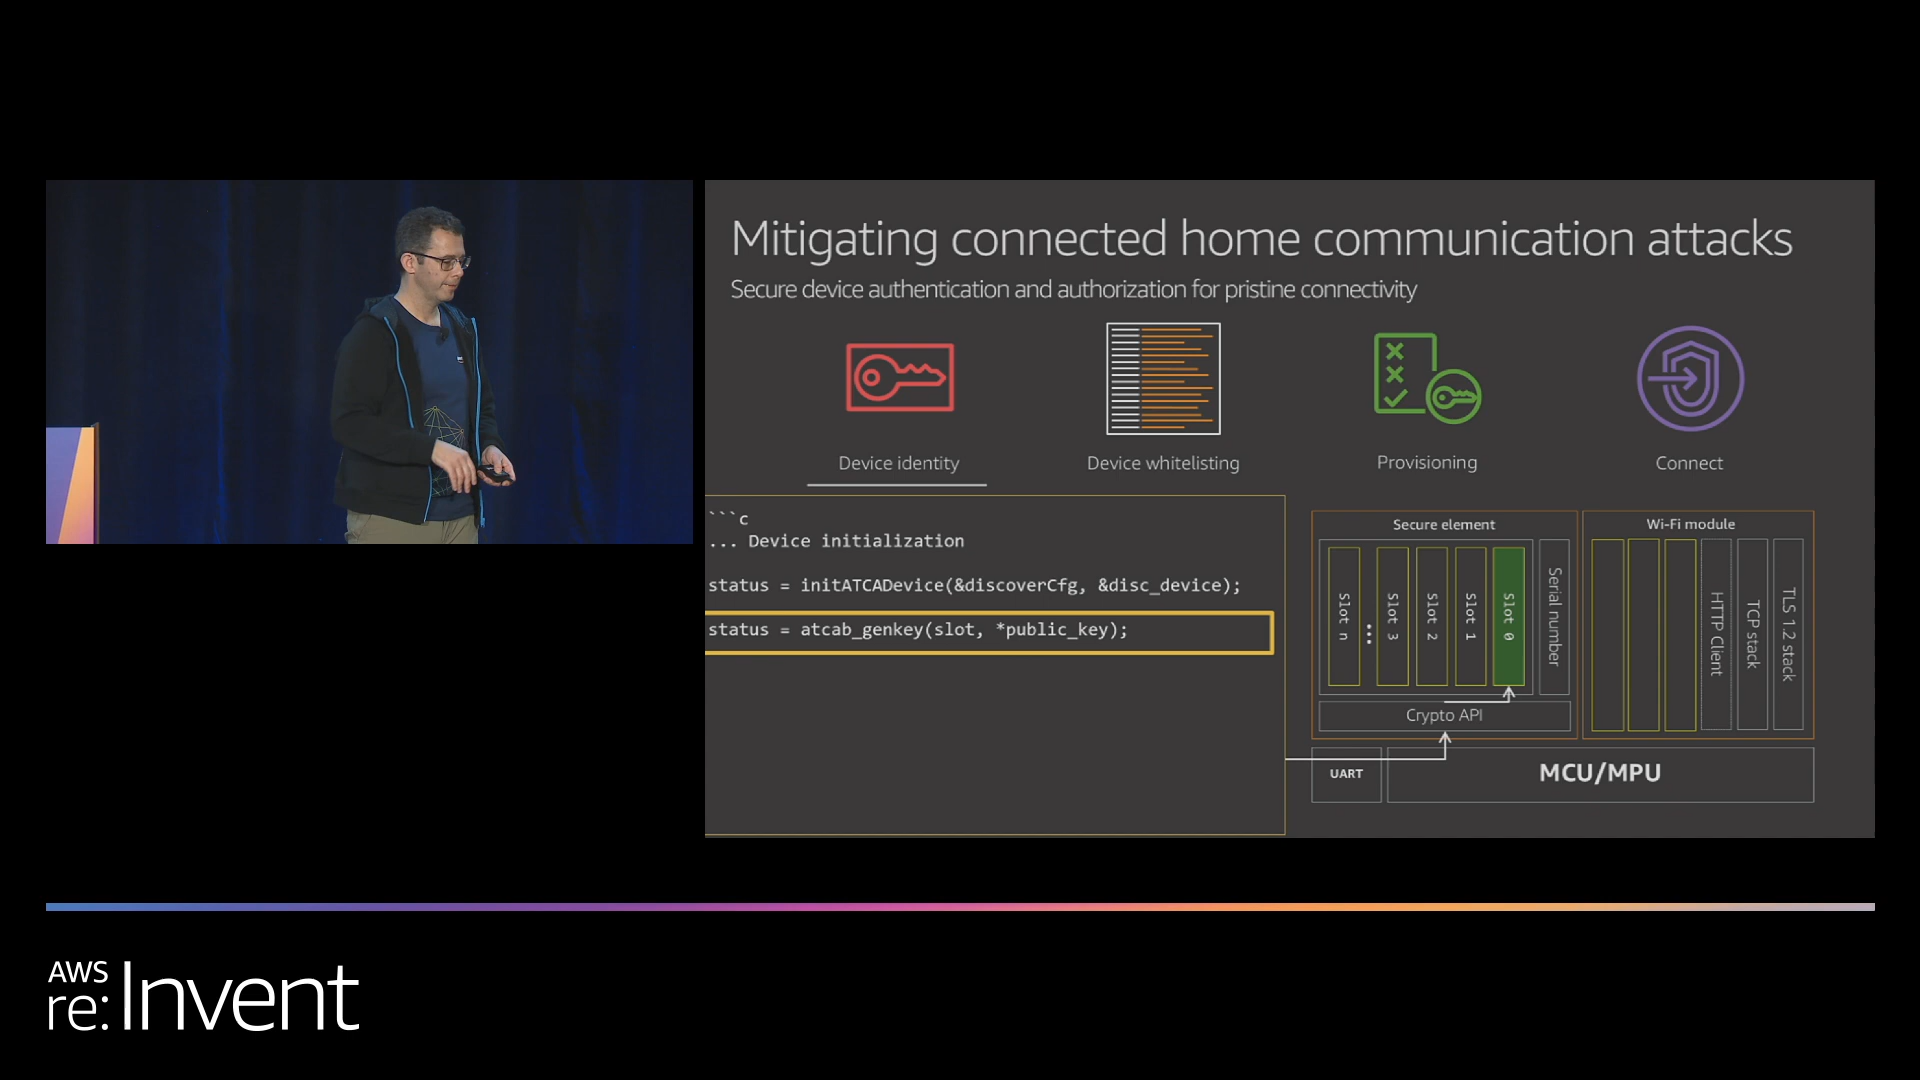 Mitigating connected home communication attacks
Secure device authentication and authorization for pristine connectivity
Device identity
Device whitelisting
Provisioning
Connect
```c
... Device initialization
status = initATCADevice(&discoverCfg, &disc_device);
status = atcab_genkey(slot, *public_key);
Secure element
Slot n
...
Slot 3
Slot 2
Slot 1
Slot 0
Serial number
Crypto API
Wi-Fi module
HTTP Client
TCP stack
TLS 1.2 stack
UART
MCU/MPU
AWS
re:Invent